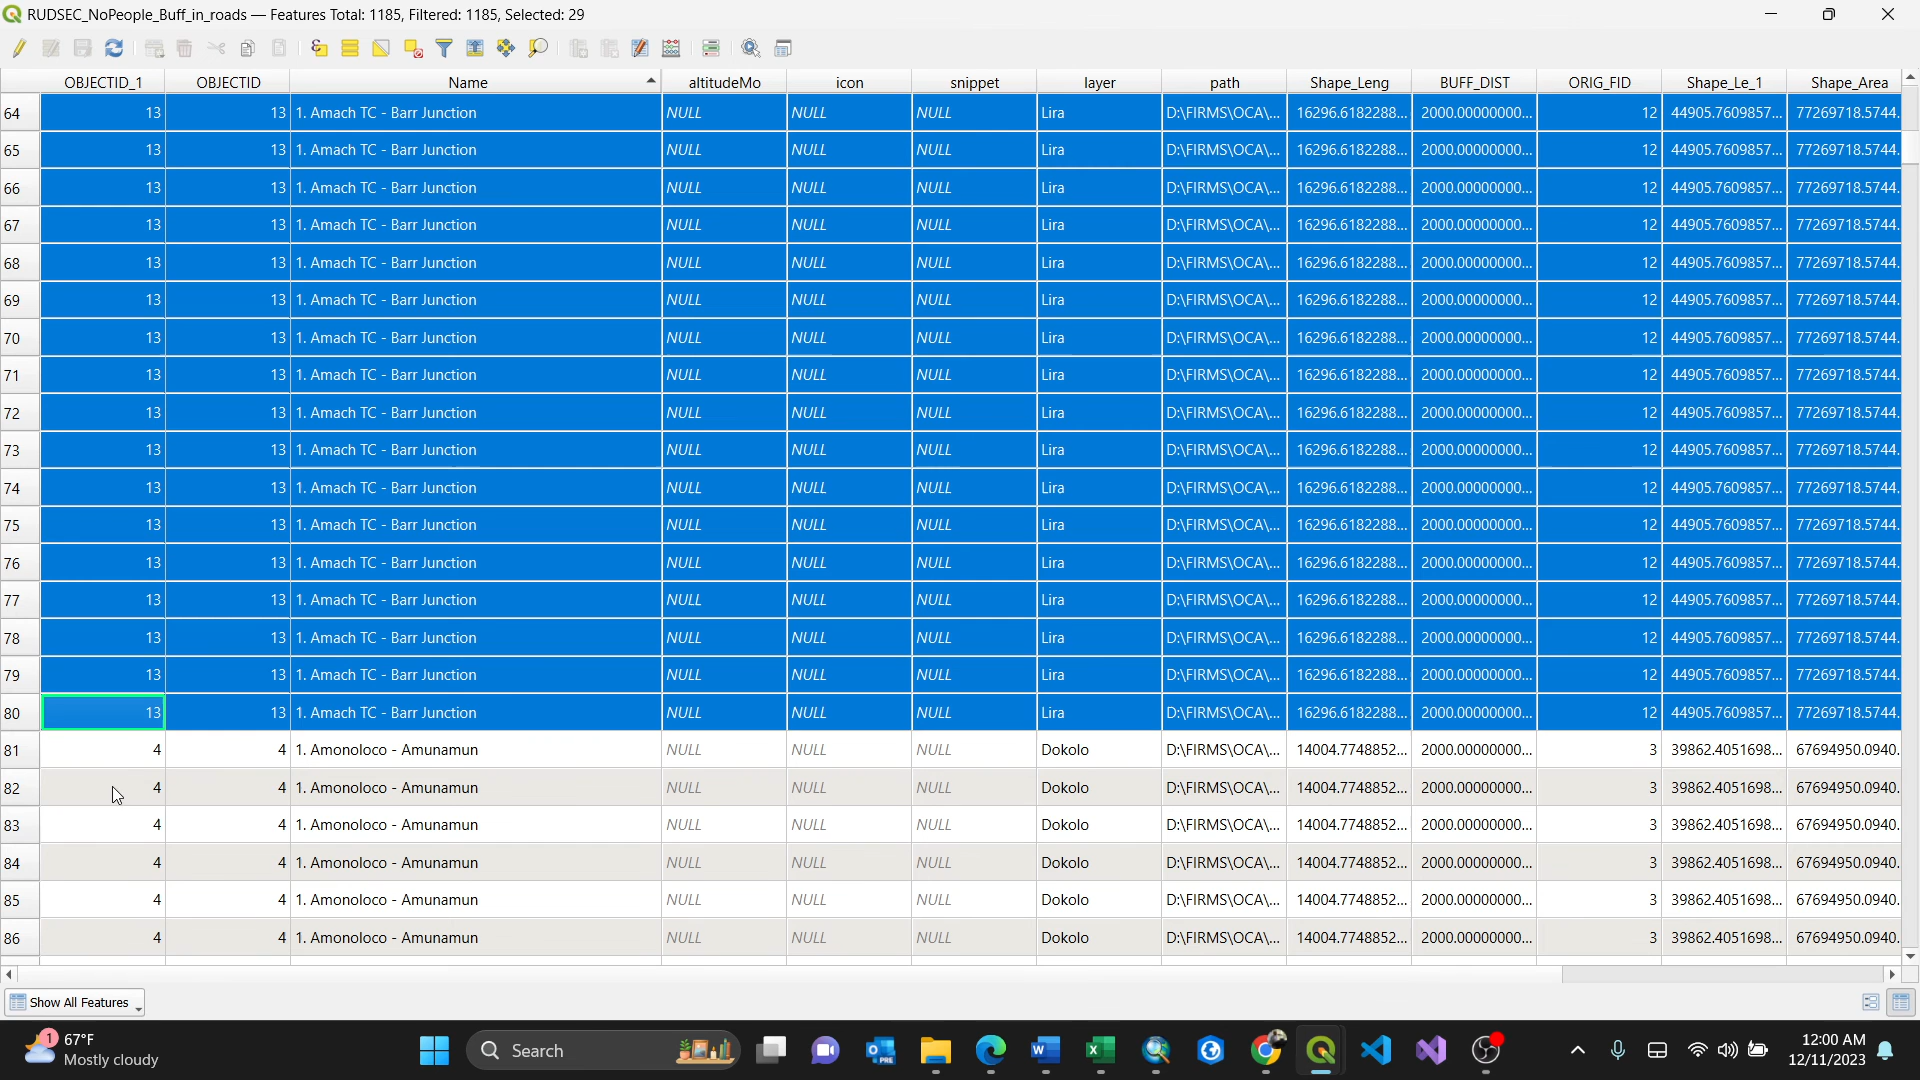 RUDSEC_NoPeople_Buff_in_roads — Features Total: 1185, Filtered: 1185, Selected: 29
OBJECTID_1 OBJECTID Name altitudeMo icon snippet layer path Shape_Leng BUFF_DIST ORIG_FID Shape_Le_1 Shape_Area
64 13 13 1. Amach TC - Barr Junction NULL NULL NULL Lira D:\FIRMS\OCA\... 16296.6182288... 2000.00000000... 12 44905.7609857... 77269718.5744.
65 13 13 1. Amach TC - Barr Junction NULL NULL NULL Lira D:\FIRMS\OCA\... 16296.6182288... 2000.00000000... 12 44905.7609857... 77269718.5744.
66 13 13 1. Amach TC - Barr Junction NULL NULL NULL Lira D:\FIRMS\OCA\... 16296.6182288... 2000.00000000... 12 44905.7609857... 77269718.5744.
67 13 13 1. Amach TC - Barr Junction NULL NULL NULL Lira D:\FIRMS\OCA\... 16296.6182288... 2000.00000000... 12 44905.7609857... 77269718.5744.
68 13 13 1. Amach TC - Barr Junction NULL NULL NULL Lira D:\FIRMS\OCA\... 16296.6182288... 2000.00000000... 12 44905.7609857... 77269718.5744.
69 13 13 1. Amach TC - Barr Junction NULL NULL NULL Lira D:\FIRMS\OCA\... 16296.6182288... 2000.00000000... 12 44905.7609857... 77269718.5744.
70 13 13 1. Amach TC - Barr Junction NULL NULL NULL Lira D:\FIRMS\OCA\... 16296.6182288... 2000.00000000... 12 44905.7609857... 77269718.5744.
71 13 13 1. Amach TC - Barr Junction NULL NULL NULL Lira D:\FIRMS\OCA\... 16296.6182288... 2000.00000000... 12 44905.7609857... 77269718.5744.
72 13 13 1. Amach TC - Barr Junction NULL NULL NULL Lira D:\FIRMS\OCA\... 16296.6182288... 2000.00000000... 12 44905.7609857... 77269718.5744.
73 13 13 1. Amach TC - Barr Junction NULL NULL NULL Lira D:\FIRMS\OCA\... 16296.6182288... 2000.00000000... 12 44905.7609857... 77269718.5744.
74 13 13 1. Amach TC - Barr Junction NULL NULL NULL Lira D:\FIRMS\OCA\... 16296.6182288... 2000.00000000... 12 44905.7609857... 77269718.5744.
75 13 13 1. Amach TC - Barr Junction NULL NULL NULL Lira D:\FIRMS\OCA\... 16296.6182288... 2000.00000000... 12 44905.7609857... 77269718.5744.
76 13 13 1. Amach TC - Barr Junction NULL NULL NULL Lira D:\FIRMS\OCA\... 16296.6182288... 2000.00000000... 12 44905.7609857... 77269718.5744.
77 13 13 1. Amach TC - Barr Junction NULL NULL NULL Lira D:\FIRMS\OCA\... 16296.6182288... 2000.00000000... 12 44905.7609857... 77269718.5744.
78 13 13 1. Amach TC - Barr Junction NULL NULL NULL Lira D:\FIRMS\OCA\... 16296.6182288... 2000.00000000... 12 44905.7609857... 77269718.5744.
79 13 13 1. Amach TC - Barr Junction NULL NULL NULL Lira D:\FIRMS\OCA\... 16296.6182288... 2000.00000000... 12 44905.7609857... 77269718.5744.
80 13 13 1. Amach TC - Barr Junction NULL NULL NULL Lira D:\FIRMS\OCA\... 16296.6182288... 2000.00000000... 12 44905.7609857... 77269718.5744.
81 4 4 1. Amonoloco - Amunamun NULL NULL NULL Dokolo D:\FIRMS\OCA\... 14004.7748852... 2000.00000000... 3 39862.4051698... 67694950.0940.
82 4 4 1. Amonoloco - Amunamun NULL NULL NULL Dokolo D:\FIRMS\OCA\... 14004.7748852... 2000.00000000... 3 39862.4051698... 67694950.0940.
83 4 4 1. Amonoloco - Amunamun NULL NULL NULL Dokolo D:\FIRMS\OCA\... 14004.7748852... 2000.00000000... 3 39862.4051698... 67694950.0940.
84 4 4 1. Amonoloco - Amunamun NULL NULL NULL Dokolo D:\FIRMS\OCA\... 14004.7748852... 2000.00000000... 3 39862.4051698... 67694950.0940.
85 4 4 1. Amonoloco - Amunamun NULL NULL NULL Dokolo D:\FIRMS\OCA\... 14004.7748852... 2000.00000000... 3 39862.4051698... 67694950.0940.
86 4 4 1. Amonoloco - Amunamun NULL NULL NULL Dokolo D:\FIRMS\OCA\... 14004.7748852... 2000.00000000... 3 39862.4051698... 67694950.0940.
Show All Features
1 67°F
Mostly cloudy
Search
PRE
12:00 AM
12/11/2023